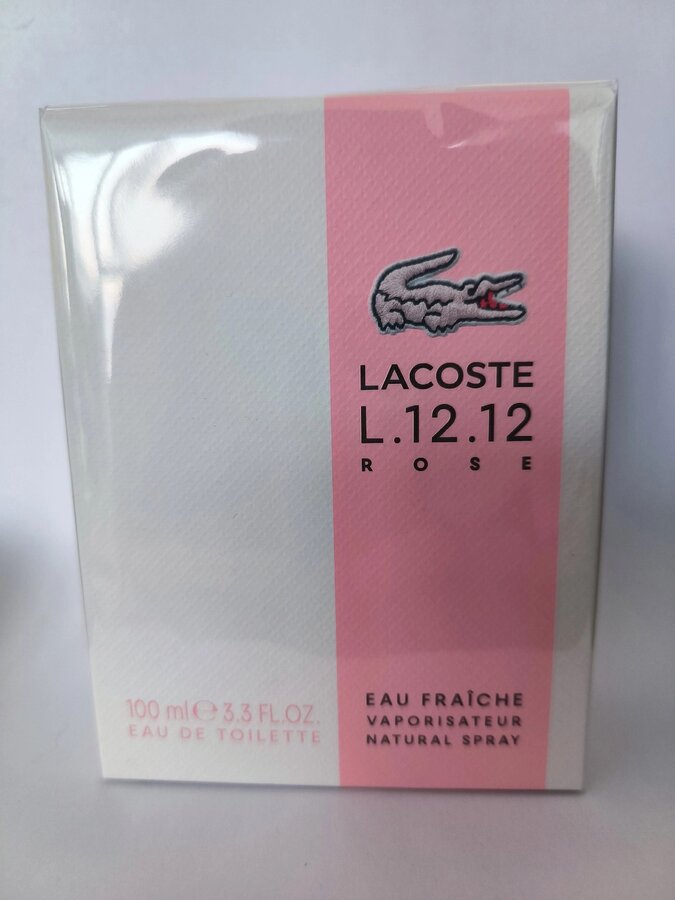 LACOSTE
L.12.12
ROSE
100 ml ℮ 3.3 FL.OZ.
EAU DE TOILETTE
EAU FRAÎCHE
VAPORISATEUR
NATURAL SPRAY